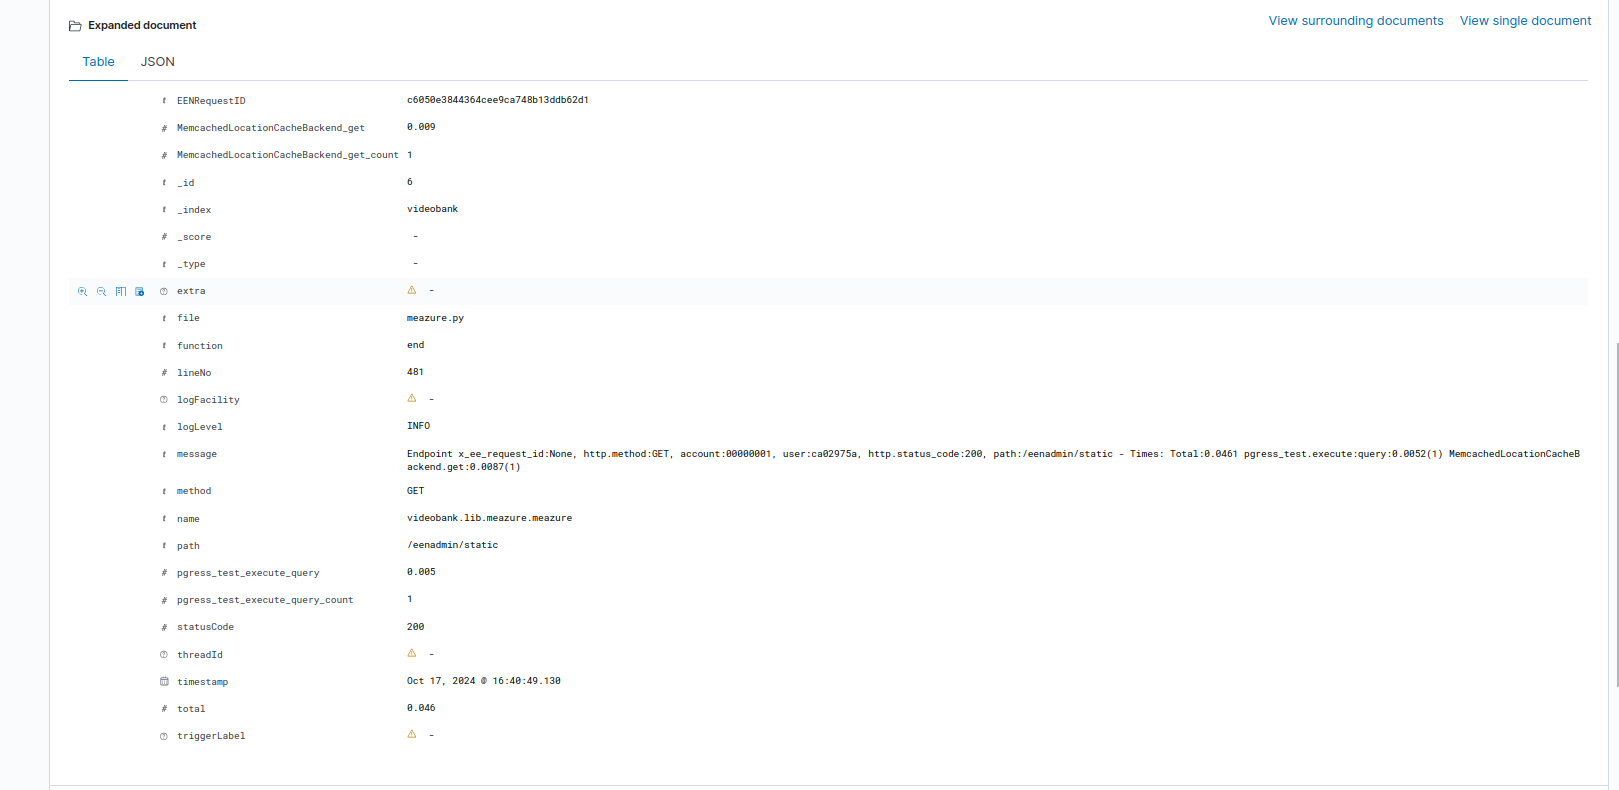 Expanded document
View surrounding documents View single document
Table JSON
t EENRequestID c6050e3844364cee9ca748b13ddb62d1
# MemcachedLocationCacheBackend_get 0.009
# MemcachedLocationCacheBackend_get_count 1
t _id 6
t _index videobank
# _score -
t _type -
extra -
t file meazure.py
t function end
# lineNo 481
logFacility -
t logLevel INFO
t message Endpoint x_ee_request_id:None, http.method:GET, account:00000001, user:ca02975a, http.status_code:200, path:/eenadmin/static - Times: Total:0.0461 pgress_test.execute:query:0.0052(1) MemcachedLocationCacheB
ackend.get:0.0087(1)
t method GET
t name videobank.lib.meazure.meazure
t path /eenadmin/static
# pgress_test_execute_query 0.005
# pgress_test_execute_query_count 1
# statusCode 200
threadId -
timestamp Oct 17, 2024 @ 16:40:49.130
# total 0.046
triggerLabel -